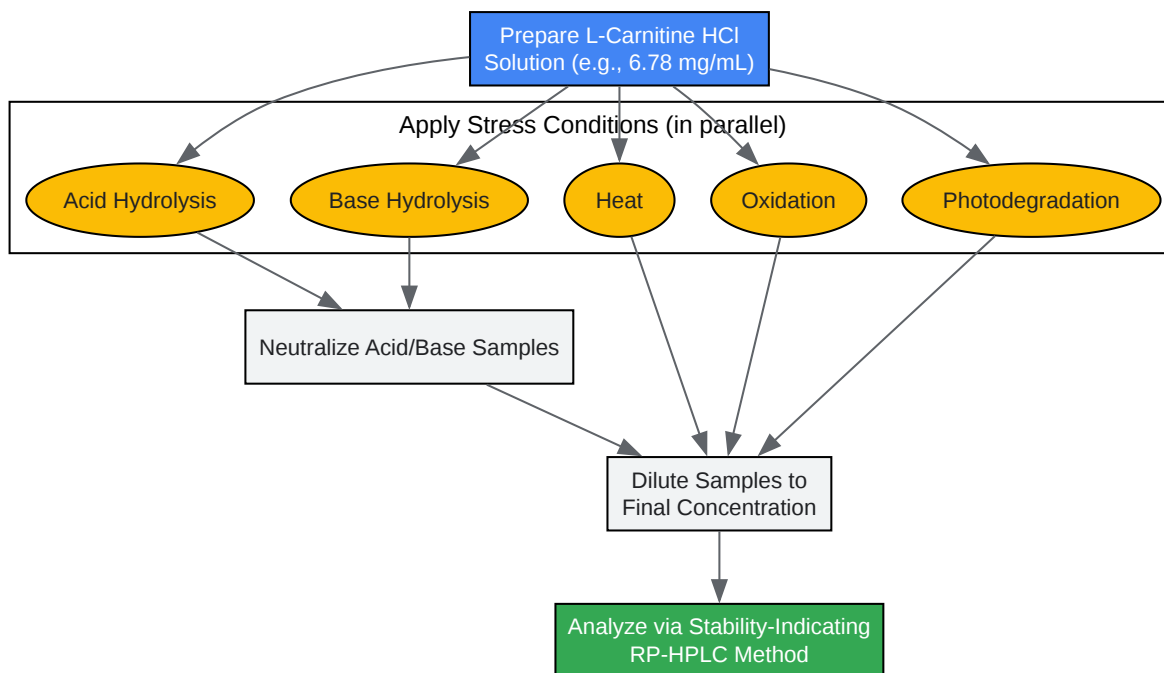 Prepare L-Carnitine HCl
Solution (e.g., 6.78 mg/mL)
Apply Stress Conditions (in parallel)
Acid Hydrolysis
Base Hydrolysis
Heat
Oxidation
Photodegradation
Neutralize Acid/Base Samples
Dilute Samples to
Final Concentration
Analyze via Stability-Indicating
RP-HPLC Method